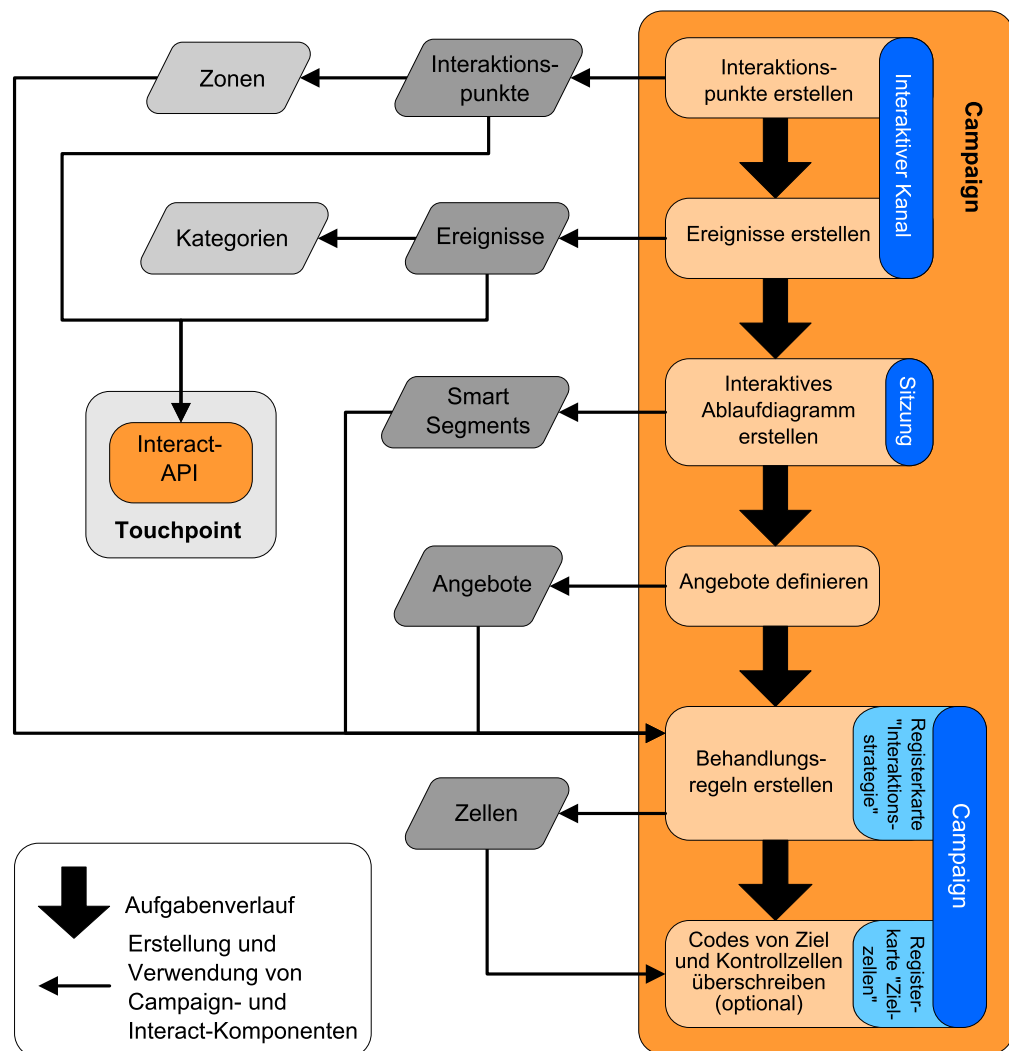 Zonen
Interaktions-
punkte
Interaktions-
punkte erstellen
Interaktiver Kanal
Campaign
Kategorien
Ereignisse
Ereignisse erstellen
Smart
Segments
Interaktives
Ablaufdiagramm
erstellen
Sitzung
Interact-
API
Touchpoint
Angebote
Angebote definieren
Behandlungs-
regeln erstellen
Registerkarte
"Interaktions-
strategie"
Campaign
Zellen
Codes von Ziel
und Kontrollzellen
überschreiben
(optional)
Register-
karte "Ziel-
zellen"
Aufgabenverlauf
Erstellung und
Verwendung von
Campaign- und
Interact-Komponenten